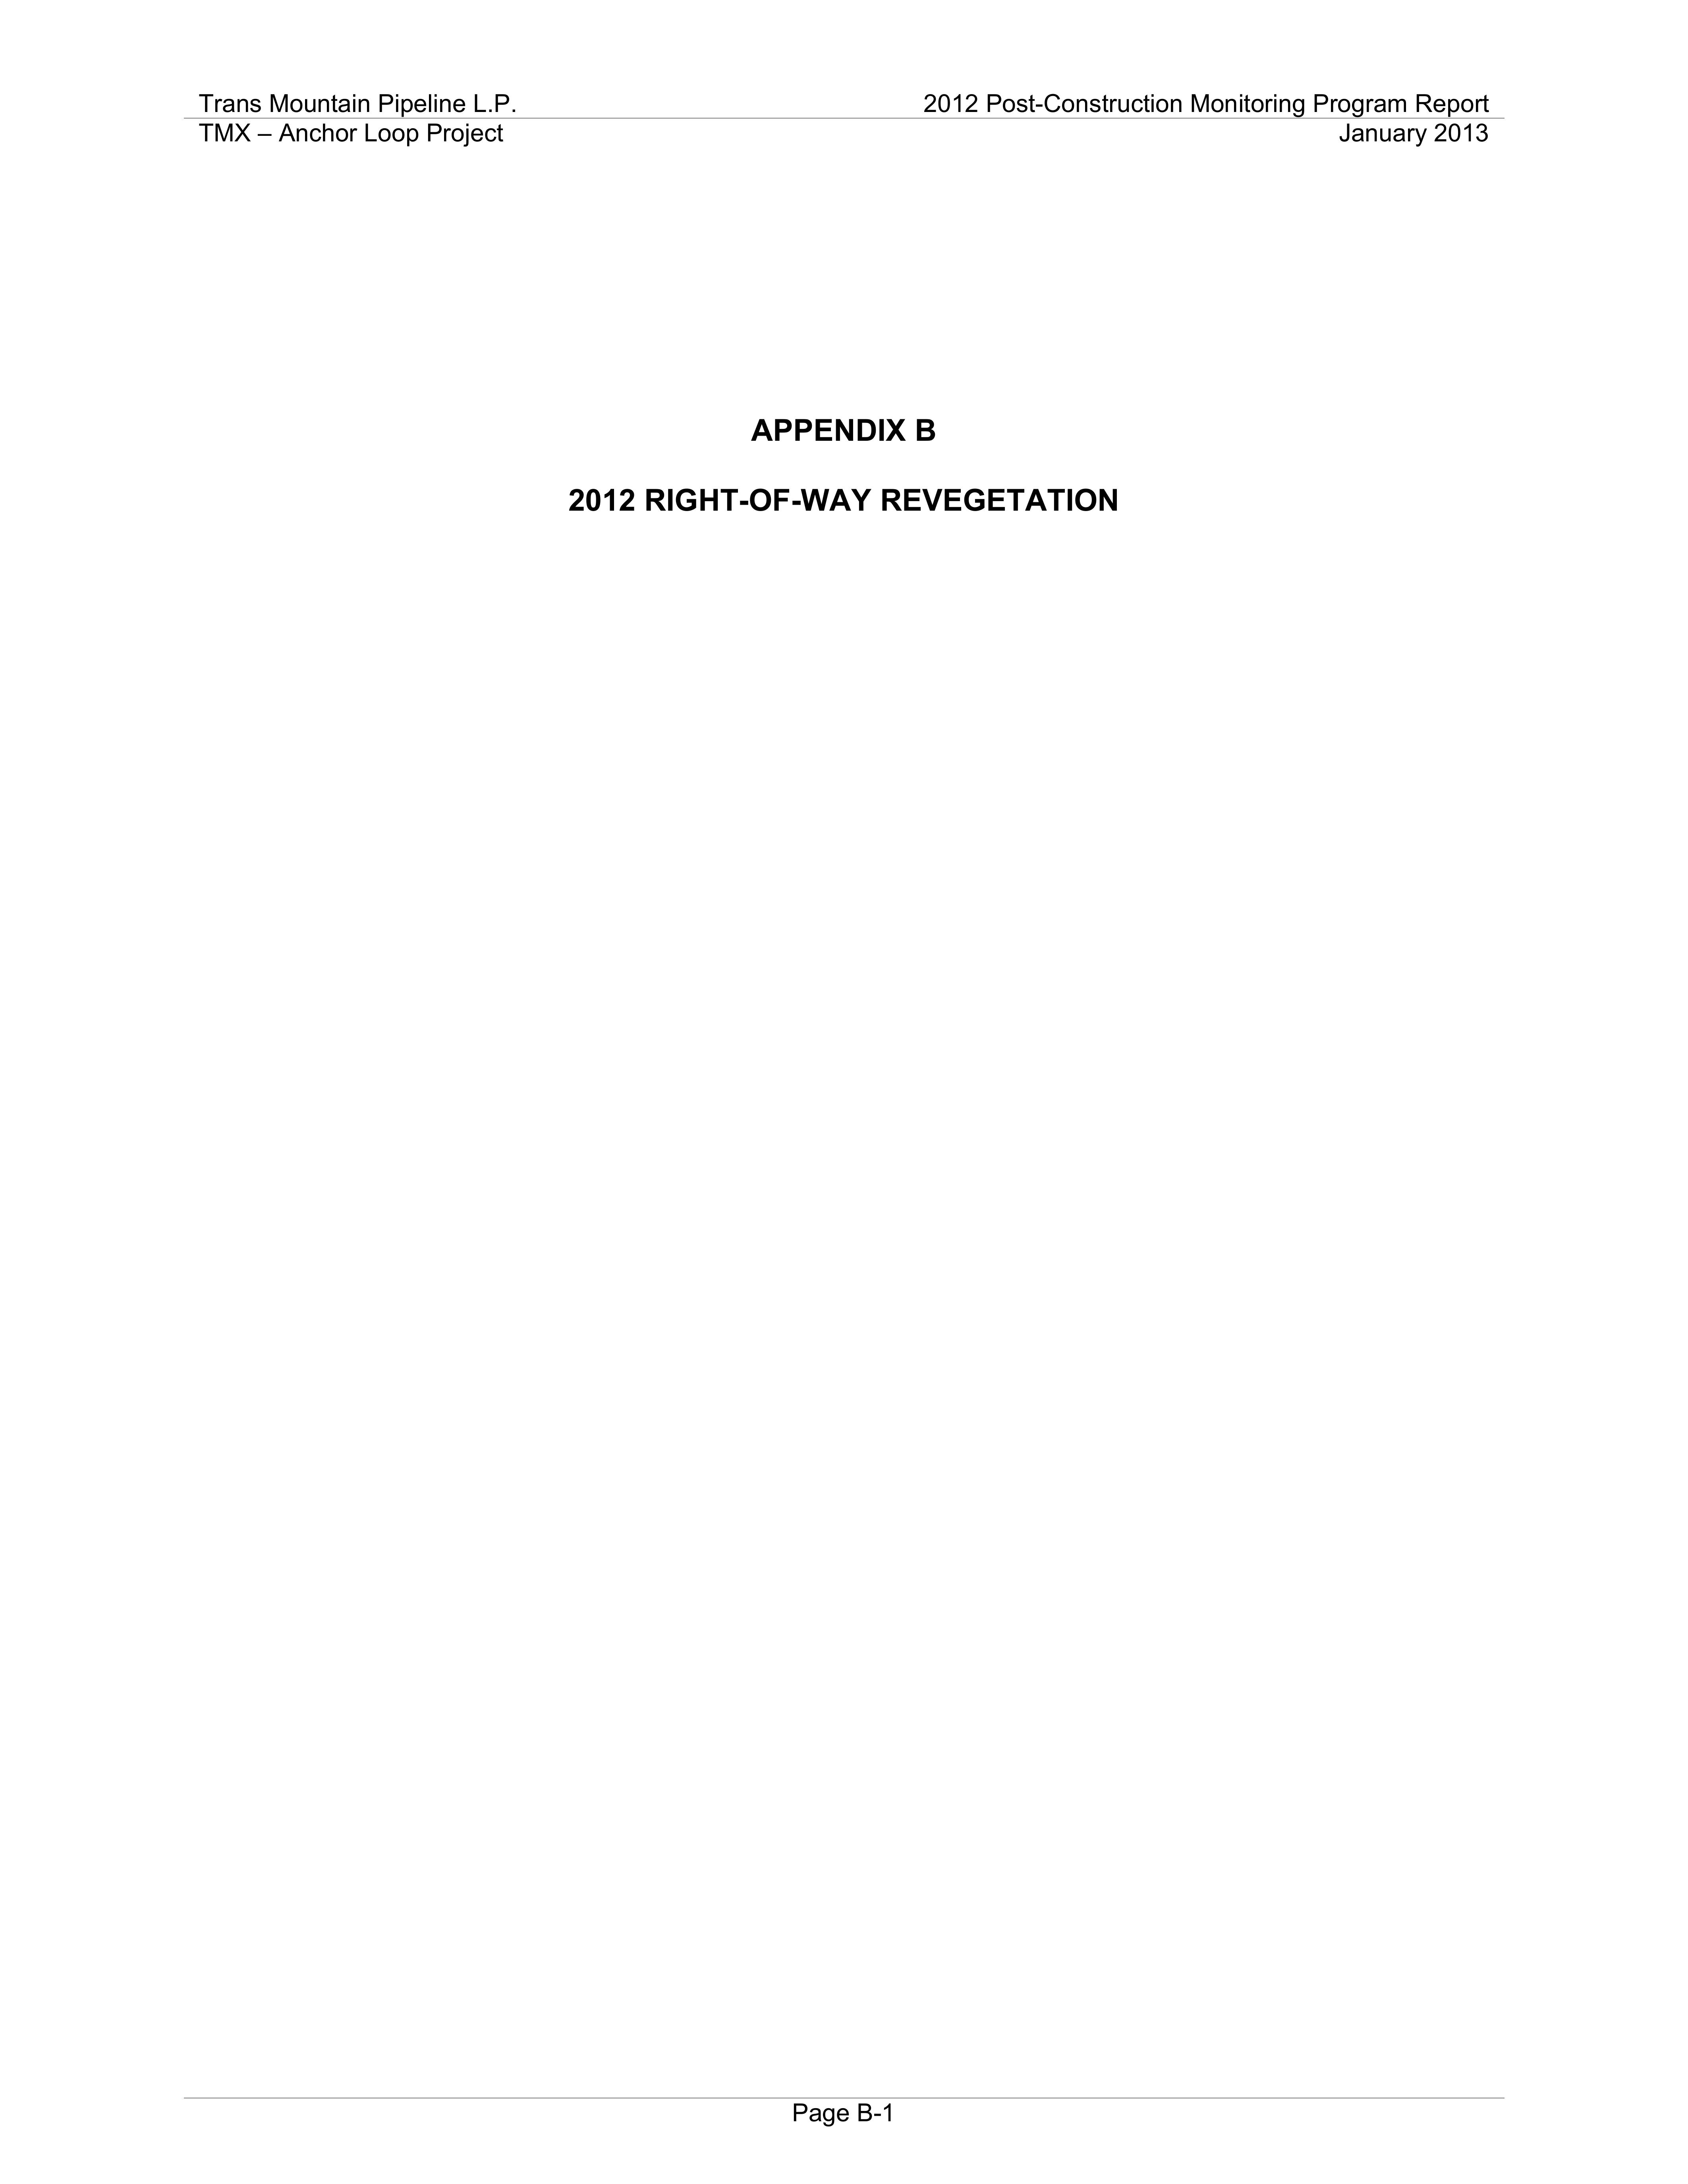 Trans Mountain Pipeline L.P. 2012 Post-Construction Monitoring Program Report
TMX – Anchor Loop Project January 2013
APPENDIX B
2012 RIGHT-OF-WAY REVEGETATION
Page B-1